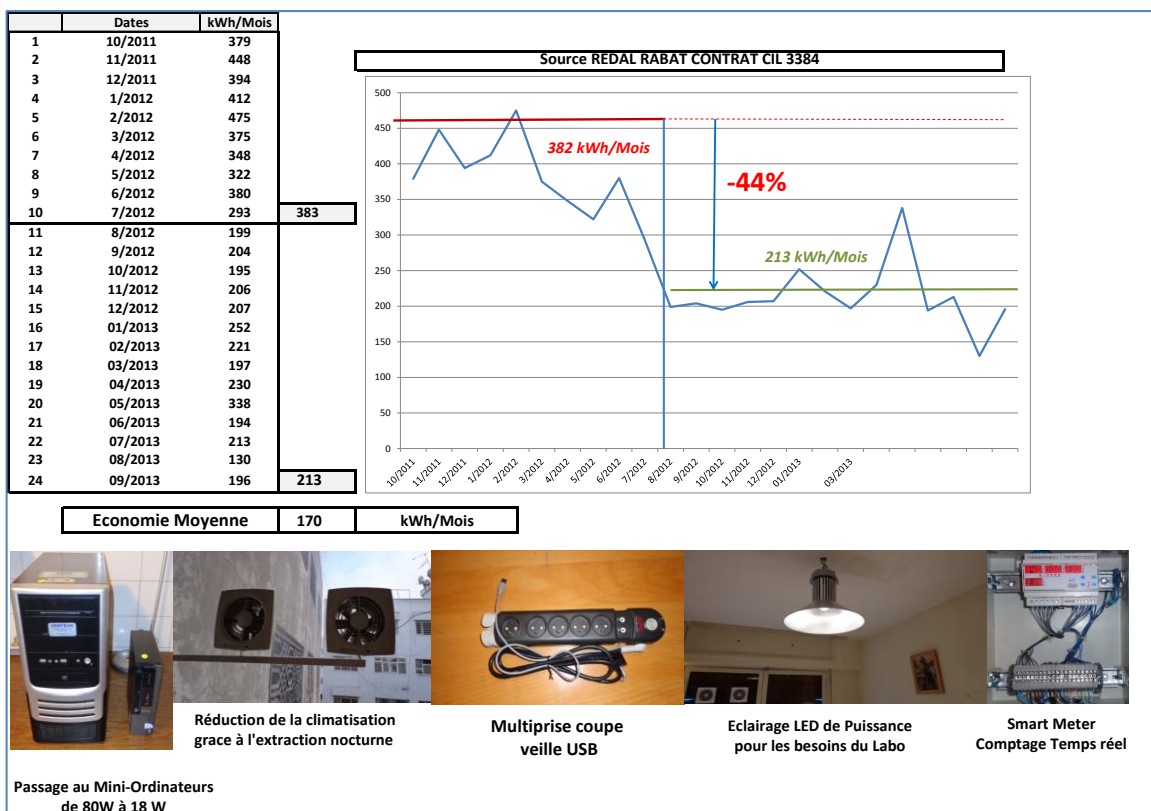 Dates kWh/Mois
1 10/2011 379
2 11/2011 448
3 12/2011 394
4 1/2012 412
5 2/2012 475
6 3/2012 375
7 4/2012 348
8 5/2012 322
9 6/2012 380
10 7/2012 293 383
11 8/2012 199
12 9/2012 204
13 10/2012 195
14 11/2012 206
15 12/2012 207
16 01/2013 252
17 02/2013 221
18 03/2013 197
19 04/2013 230
20 05/2013 338
21 06/2013 194
22 07/2013 213
23 08/2013 130
24 09/2013 196 213
Economie Moyenne 170 kWh/Mois
Source REDAL RABAT CONTRAT CIL 3384
500
450
400
350
300
250
200
150
100
50
0
382 kWh/Mois
-44%
213 kWh/Mois
10/2011 11/2011 12/2011 1/2012 2/2012 3/2012 4/2012 5/2012 6/2012 7/2012 8/2012 9/2012 10/2012 11/2012 12/2012 01/2013 03/2013
Passage au Mini-Ordinateurs
de 80W à 18 W
Réduction de la climatisation
grace à l'extraction nocturne
Multiprise coupe
veille USB
Eclairage LED de Puissance
pour les besoins du Labo
Smart Meter
Comptage Temps réel